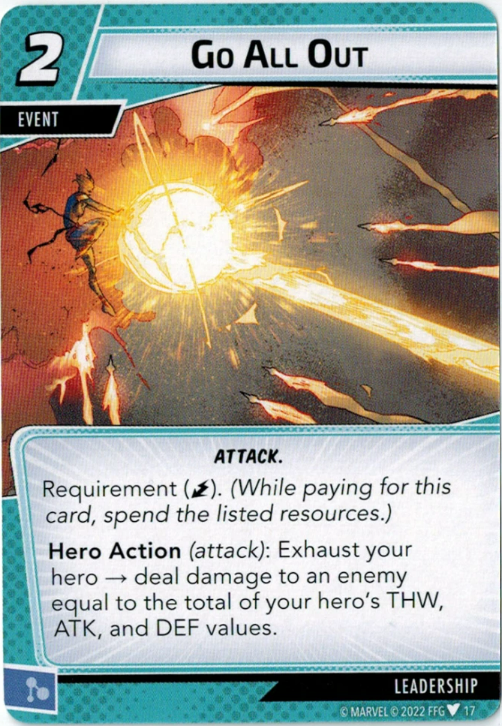 2
GO ALL OUT
EVENT
ATTACK.
Requirement (). (While paying for this
card, spend the listed resources.)
Hero Action (attack): Exhaust your
hero → deal damage to an enemy
equal to the total of your hero's THW,
ATK, and DEF values.
LEADERSHIP
© MARVEL © 2022 FFG 17